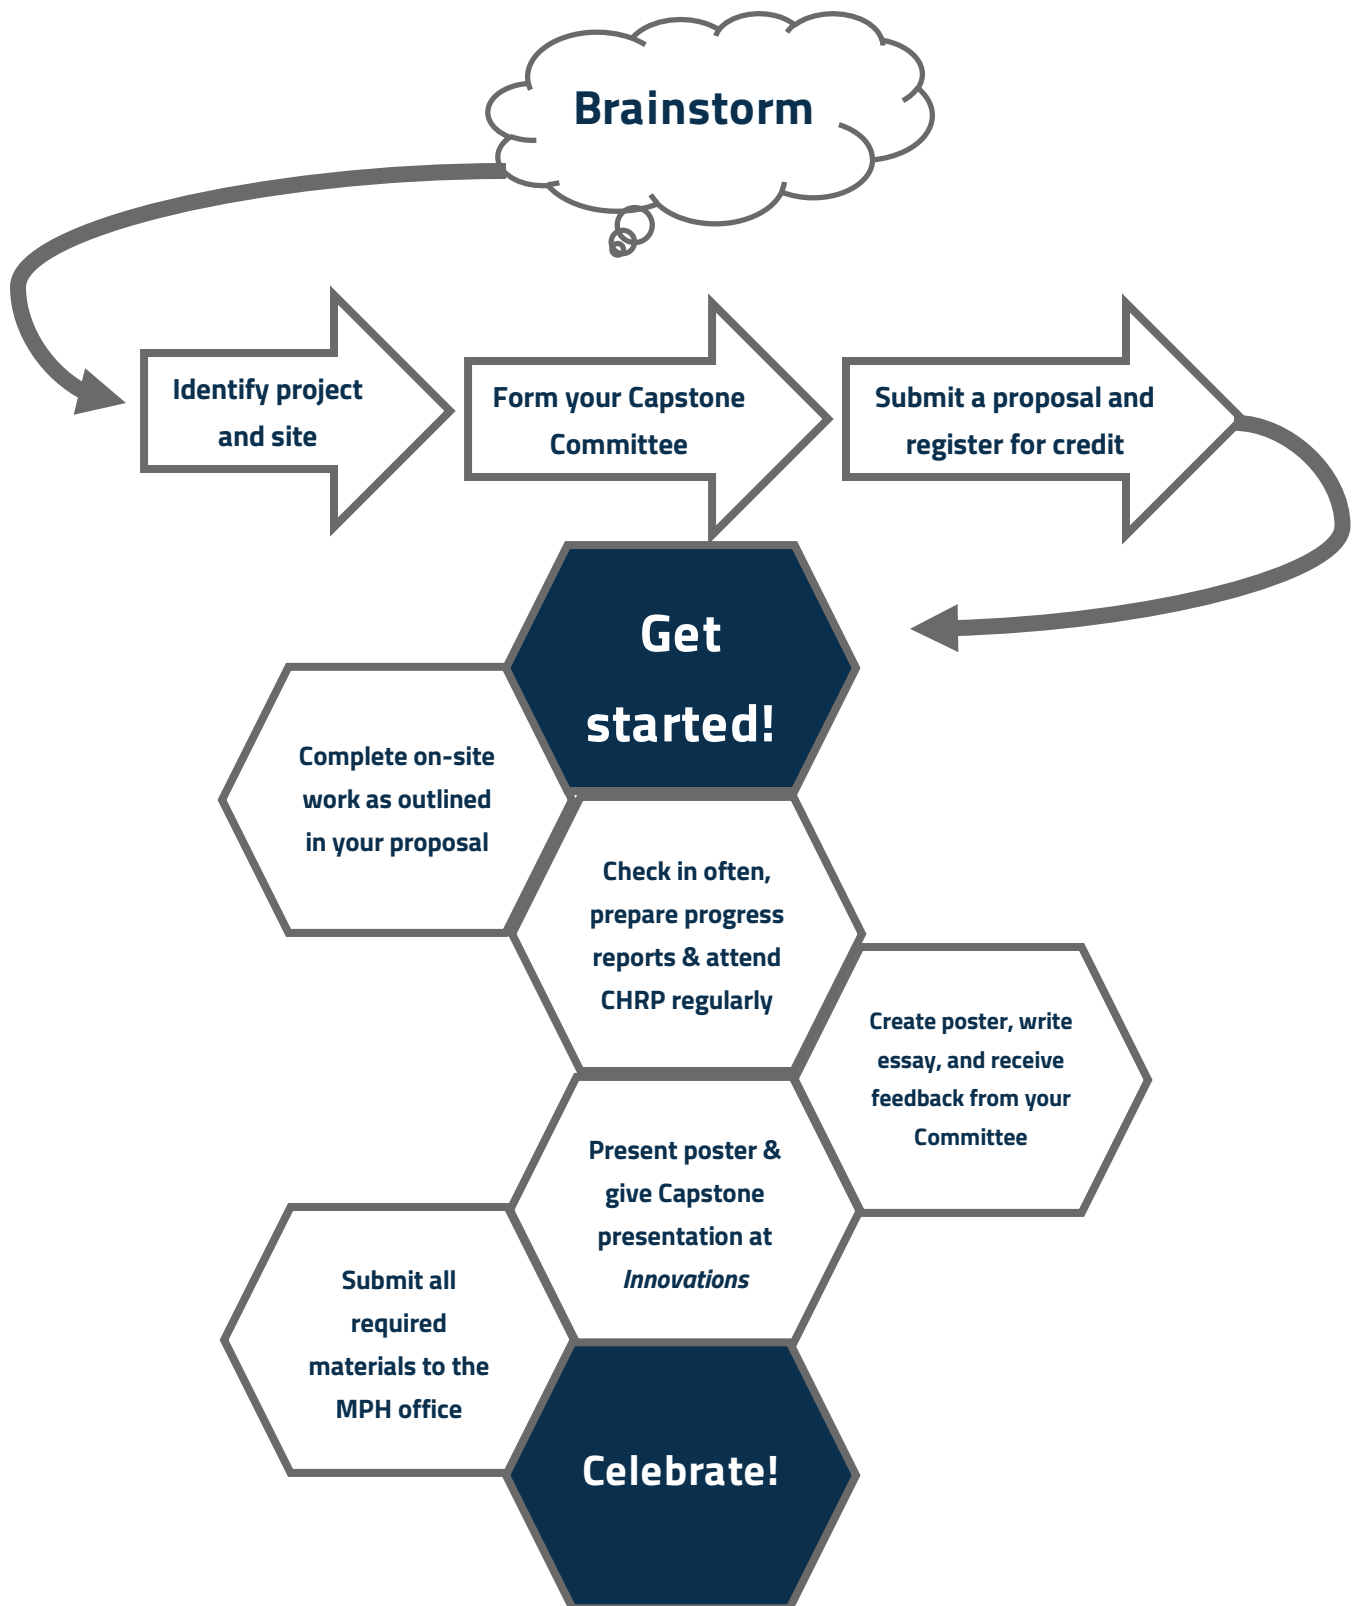 Brainstorm
Identify project
and site
Form your Capstone
Committee
Submit a proposal and
register for credit
Get
started!
Complete on-site
work as outlined
in your proposal
Check in often,
prepare progress
reports & attend
CHRP regularly
Create poster, write
essay, and receive
feedback from your
Committee
Present poster &
give Capstone
presentation at
Innovations
Submit all
required
materials to the
MPH office
Celebrate!